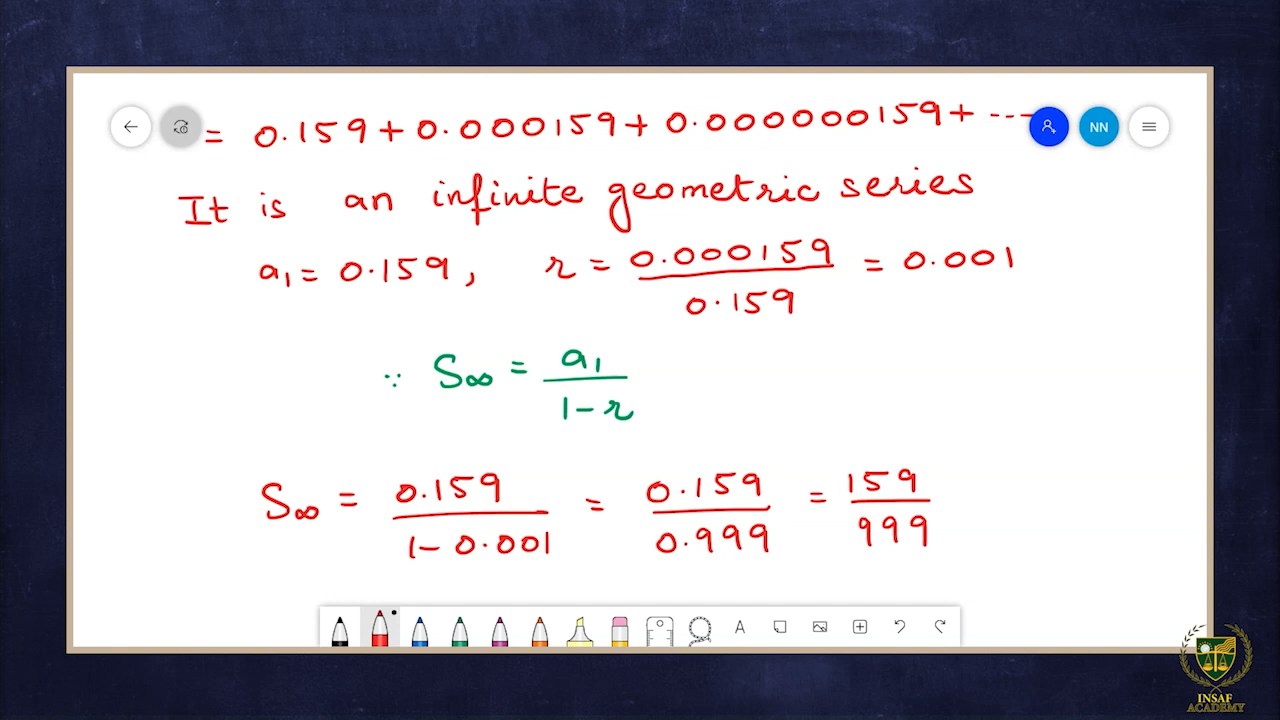 = 0.159 + 0.000159 + 0.000000159 + ---
NN
It is an infinite geometric series
a₁ = 0.159, r = 0.000159 / 0.159 = 0.001
∵ S∞ = a₁ / 1 - r
S∞ = 0.159 / 1 - 0.001 = 0.159 / 0.999 = 159 / 999
A
INSAF
ACADEMY